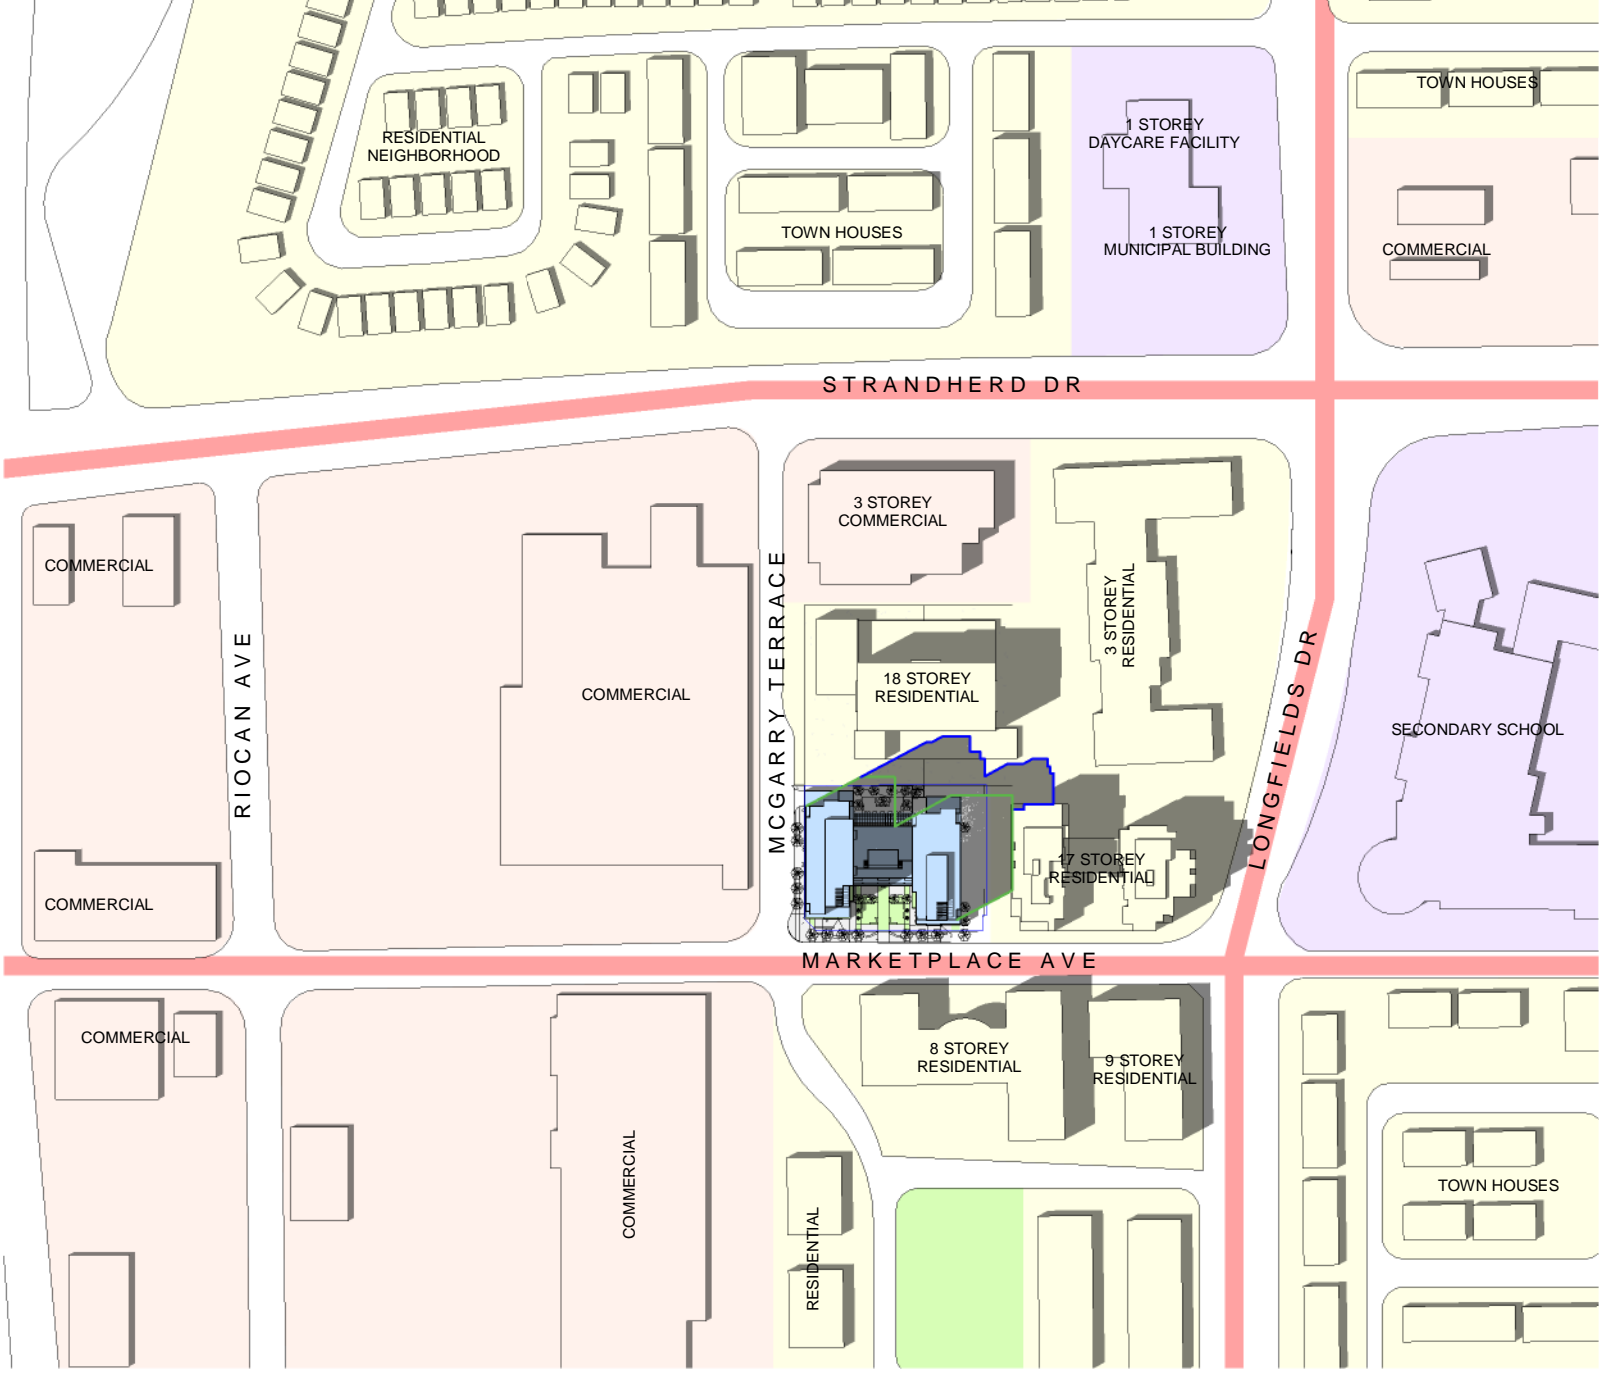 TOWN HOUSES
1 STOREY
DAYCARE FACILITY
RESIDENTIAL
NEIGHBORHOOD
TOWN HOUSES
1 STOREY
MUNICIPAL BUILDING
COMMERCIAL
STRANDHERD DR
3 STOREY
COMMERCIAL
COMMERCIAL
3 STOREY
RESIDENTIAL
RIOCAN AVE
MCGARRY TERRACE
18 STOREY
RESIDENTIAL
COMMERCIAL
LONGFIELDS DR
SECONDARY SCHOOL
17 STOREY
RESIDENTIAL
COMMERCIAL
MARKETPLACE AVE
COMMERCIAL
8 STOREY
RESIDENTIAL
9 STOREY
RESIDENTIAL
COMMERCIAL
TOWN HOUSES
RESIDENTIAL